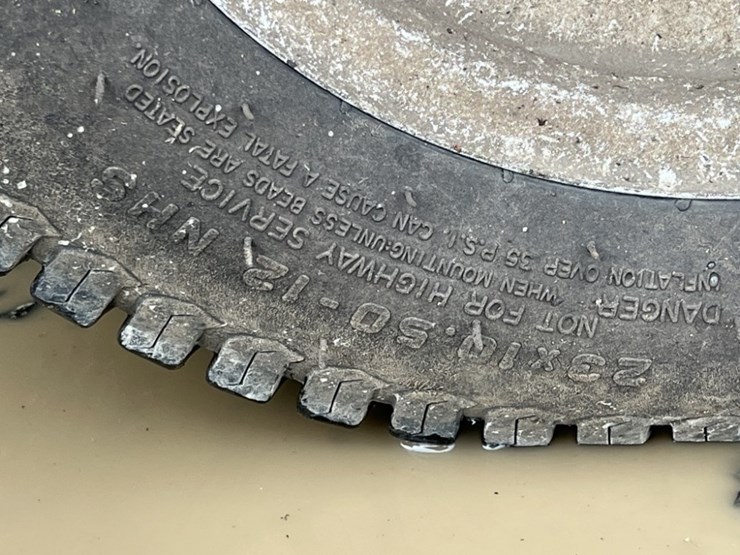 23x10.50-12 NHS
NOT FOR HIGHWAY SERVICE
DANGER WHEN MOUNTING:UNLESS BEADS ARE SEATED
INFLATION OVER 35 P.S.I. CAN CAUSE A FATAL EXPLOSION.